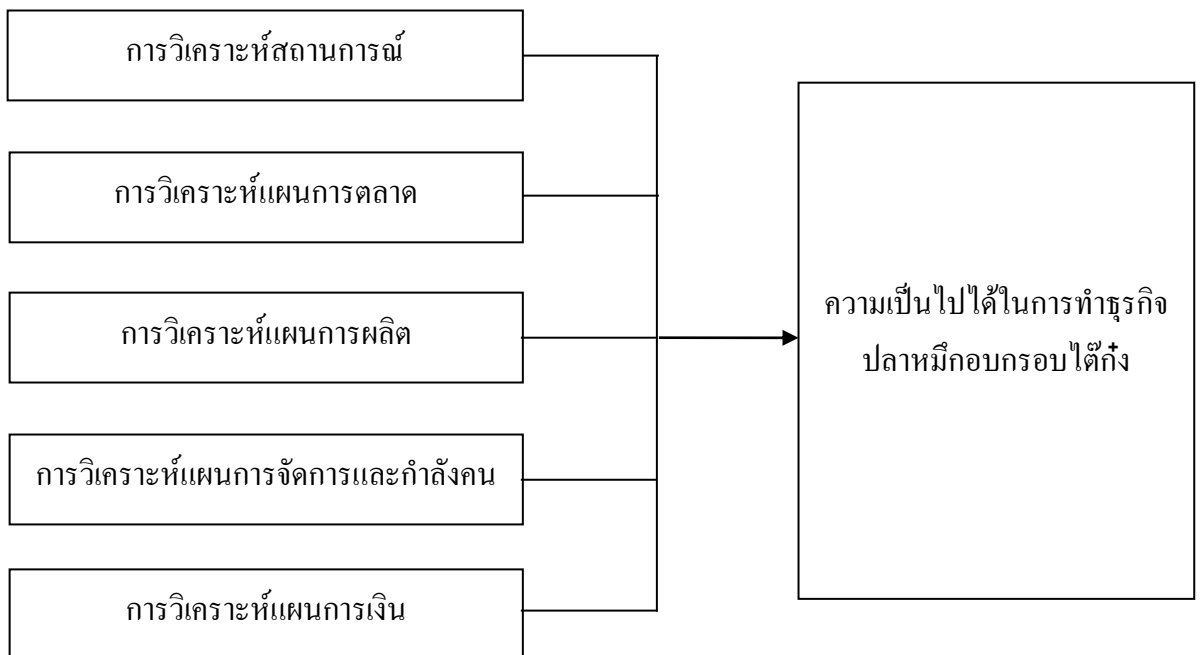 การวิเคราะห์สถานการณ์
การวิเคราะห์แผนการตลาด
การวิเคราะห์แผนการผลิต
การวิเคราะห์แผนการจัดการและกำลังคน
การวิเคราะห์แผนการเงิน
ความเป็นไปได้ในการทำธุรกิจ
ปลาหมึกอบกรอบไต๊ก๋ง